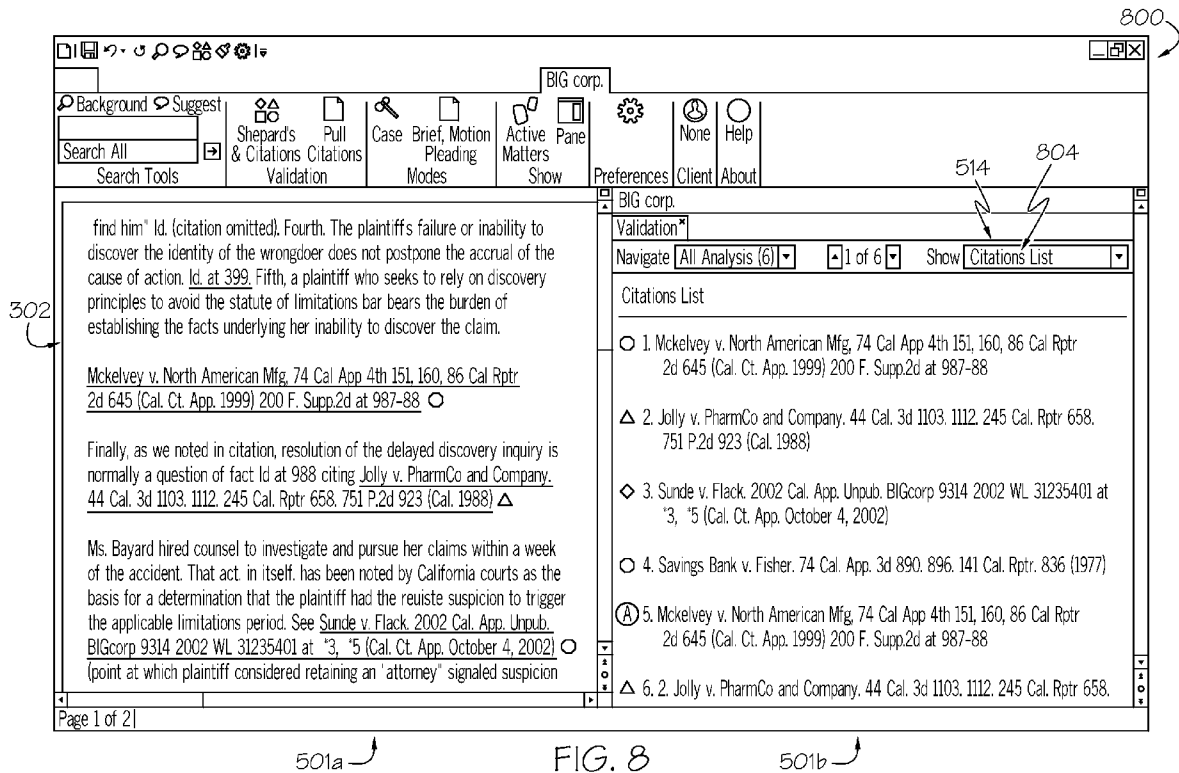 800
BIG corp.
Background Suggest
Search All
Search Tools
Shepard's
& Citations
Pull
Citations
Validation
Case
Brief, Motion
Pleading
Modes
Active
Matters
Pane
Show
Preferences
None
Client
Help
About
514
804
302
find him" Id. (citation omitted). Fourth. The plaintiff's failure or inability to
discover the identity of the wrongdoer does not postpone the accrual of the
cause of action. Id. at 399. Fifth, a plaintiff who seeks to rely on discovery
principles to avoid the statute of limitations bar bears the burden of
establishing the facts underlying her inability to discover the claim.
Mckelvey v. North American Mfg, 74 Cal App 4th 151, 160, 86 Cal Rptr
2d 645 (Cal. Ct. App. 1999) 200 F. Supp.2d at 987-88
Finally, as we noted in citation, resolution of the delayed discovery inquiry is
normally a question of fact Id at 988 citing Jolly v. PharmCo and Company.
44 Cal. 3d 1103. 1112. 245 Cal. Rptr 658. 751 P.2d 923 (Cal. 1988)
Ms. Bayard hired counsel to investigate and pursue her claims within a week
of the accident. That act. in itself. has been noted by California courts as the
basis for a determination that the plaintiff had the reuiste suspicion to trigger
the applicable limitations period. See Sunde v. Flack. 2002 Cal. App. Unpub.
BIGcorp 9314 2002 WL 31235401 at *3, *5 (Cal. Ct. App. October 4, 2002)
(point at which plaintiff considered retaining an 'attorney" signaled suspicion
Page 1 of 2
BIG corp.
Validation x
Navigate All Analysis (6) 1 of 6 Show Citations List
Citations List
1. Mckelvey v. North American Mfg, 74 Cal App 4th 151, 160, 86 Cal Rptr
2d 645 (Cal. Ct. App. 1999) 200 F. Supp.2d at 987-88
2. Jolly v. PharmCo and Company. 44 Cal. 3d 1103. 1112. 245 Cal. Rptr 658.
751 P.2d 923 (Cal. 1988)
3. Sunde v. Flack. 2002 Cal. App. Unpub. BIGcorp 9314 2002 WL 31235401 at
*3, *5 (Cal. Ct. App. October 4, 2002)
4. Savings Bank v. Fisher. 74 Cal. App. 3d 890. 896. 141 Cal. Rptr. 836 (1977)
A 5. Mckelvey v. North American Mfg, 74 Cal App 4th 151, 160, 86 Cal Rptr
2d 645 (Cal. Ct. App. 1999) 200 F. Supp.2d at 987-88
6. 2. Jolly v. PharmCo and Company. 44 Cal. 3d 1103. 1112. 245 Cal. Rptr 658.
501a
FIG. 8
501b